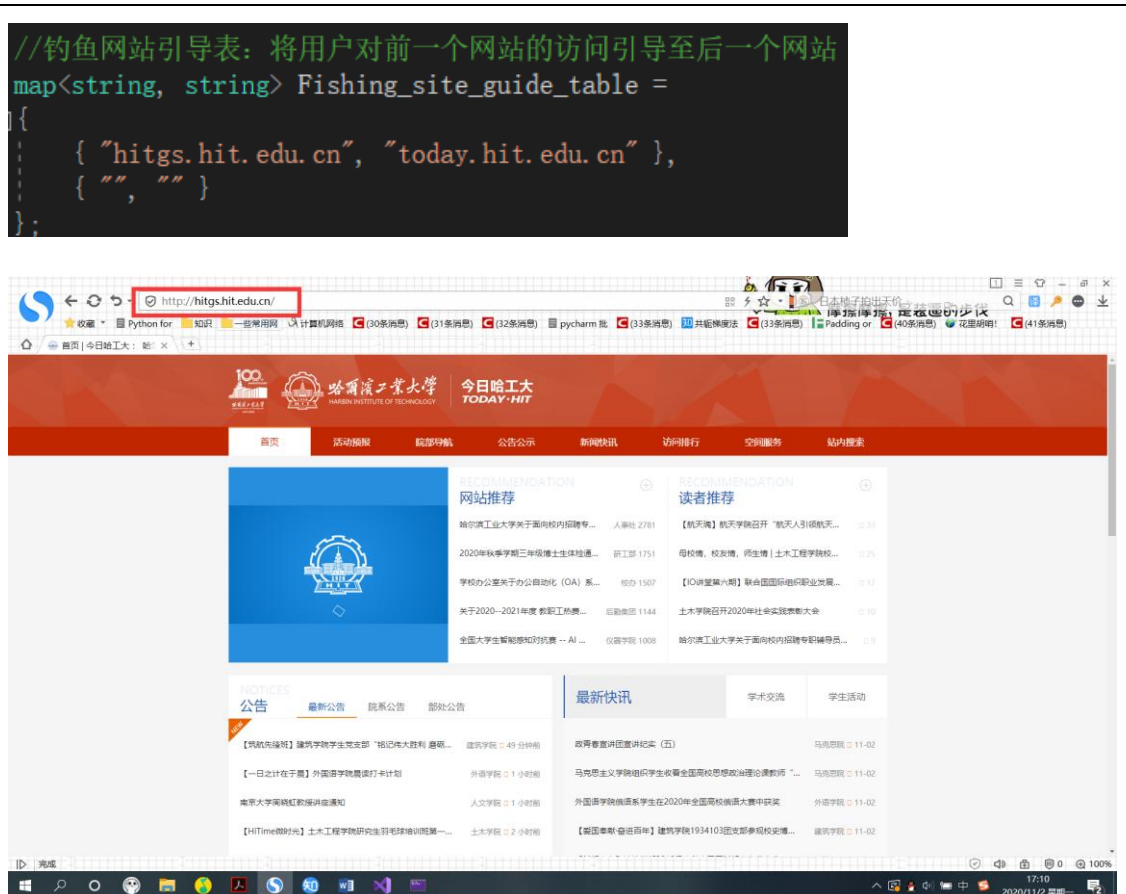 //钓鱼网站引导表：将用户对前一个网站的访问引导至后一个网站
map<string, string> Fishing_site_guide_table =
{
{ "hitgs.hit.edu.cn", "today.hit.edu.cn" },
{ "", "" }
};
http://hitgs.hit.edu.cn/
日本柚子拍出天价
收藏 Python for 知识 一些常用网 计算机网络 (30条消息) (31条消息) (32条消息) pycharm 批 (33条消息) 共轭梯度法 (33条消息) Padding or (40条消息) 花里胡哨! (41条消息)
首页 | 今日哈工大：
哈尔滨工业大学 今日哈工大
HARBIN INSTITUTE OF TECHNOLOGY TODAY·HIT
首页 活动预报 院部导航 公告公示 新闻快讯 访问排行 空间服务 站内搜索
RECOMMENDATION RECOMMENDATION
网站推荐 读者推荐
哈尔滨工业大学关于面向校内招聘专... 人事处 2781 【航天魂】航天学院召开“航天人引领航天...
2020年秋季学期三年级博士生体检通... 研工部 1751 母校情，校友情，师生情 | 土木工程学院校... 25
学校办公室关于办公自动化（OA）系... 校办 1507 【IO讲堂第六期】联合国国际组织职业发展... 12
关于2020--2021年度 教职工热费... 后勤集团 1144 土木学院召开2020年社会实践表彰大会 10
全国大学生智能感知对抗赛 -- AI ... 仪器学院 1008 哈尔滨工业大学关于面向校内招聘专职辅导员... 9
NOTICES
公告 最新公告 院系公告 部处公告 最新快讯 学术交流 学生活动
NEW
【筑航先锋班】建筑学院学生党支部“铭记伟大胜利 磨砺... 建筑学院 49 分钟前 政青春宣讲团宣讲纪实（五） 马克思院 11-02
【一日之计在于晨】外国语学院晨读打卡计划 外语学院 1 小时前 马克思主义学院组织学生收看全国高校思想政治理论课教师“... 马克思院 11-02
南京大学周晓虹教授讲座通知 人文学院 1 小时前 外国语学院俄语系学生在2020年全国高校俄语大赛中获奖 外语学院 11-02
【HITime微时光】土木工程学院研究生羽毛球培训班第一... 土木学院 2 小时前 【爱国奉献·奋进百年】建筑学院1934103团支部参观校史博... 建筑学院 11-02
完成 0 100%
中 17:10
2020/11/2 星期一